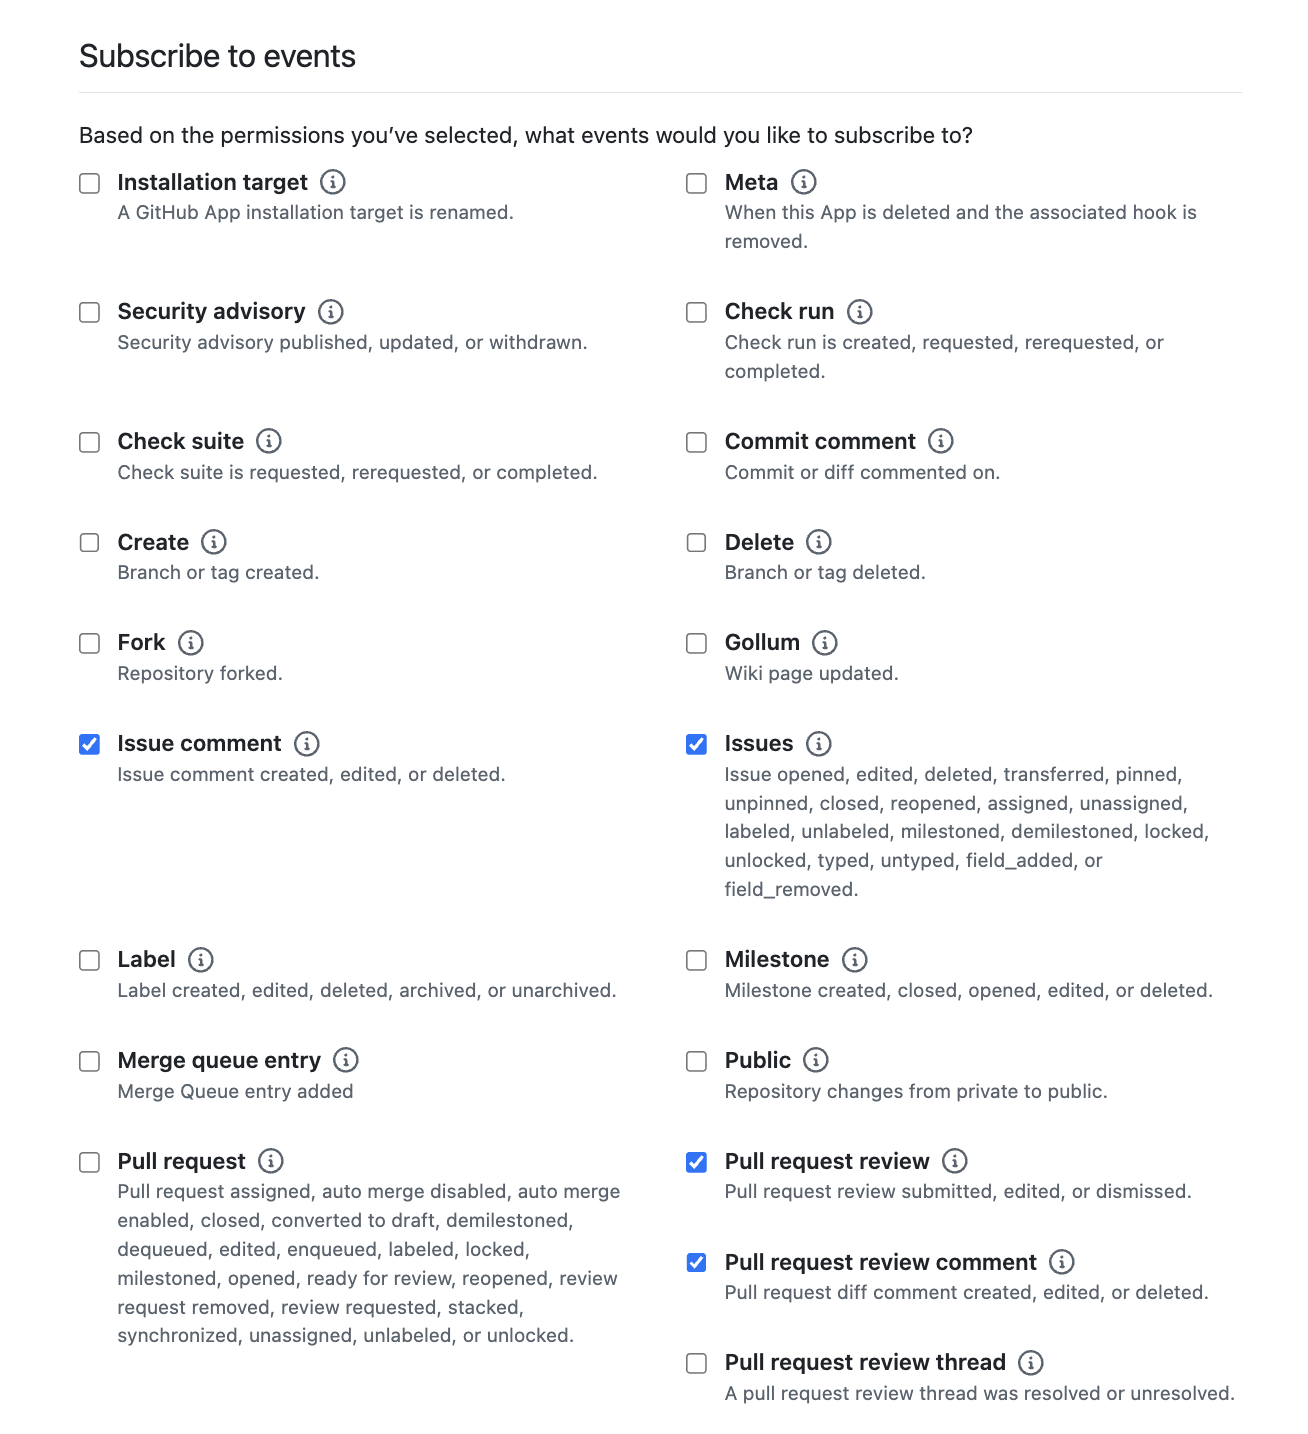 Subscribe to events
Based on the permissions you’ve selected, what events would you like to subscribe to?
Installation target
A GitHub App installation target is renamed.
Meta
When this App is deleted and the associated hook is
removed.
Security advisory
Security advisory published, updated, or withdrawn.
Check run
Check run is created, requested, rerequested, or
completed.
Check suite
Check suite is requested, rerequested, or completed.
Commit comment
Commit or diff commented on.
Create
Branch or tag created.
Delete
Branch or tag deleted.
Fork
Repository forked.
Gollum
Wiki page updated.
Issue comment
Issue comment created, edited, or deleted.
Issues
Issue opened, edited, deleted, transferred, pinned,
unpinned, closed, reopened, assigned, unassigned,
labeled, unlabeled, milestoned, demilestoned, locked,
unlocked, typed, untyped, field_added, or
field_removed.
Label
Label created, edited, deleted, archived, or unarchived.
Milestone
Milestone created, closed, opened, edited, or deleted.
Merge queue entry
Merge Queue entry added
Public
Repository changes from private to public.
Pull request
Pull request assigned, auto merge disabled, auto merge
enabled, closed, converted to draft, demilestoned,
dequeued, edited, enqueued, labeled, locked,
milestoned, opened, ready for review, reopened, review
request removed, review requested, stacked,
synchronized, unassigned, unlabeled, or unlocked.
Pull request review
Pull request review submitted, edited, or dismissed.
Pull request review comment
Pull request diff comment created, edited, or deleted.
Pull request review thread
A pull request review thread was resolved or unresolved.